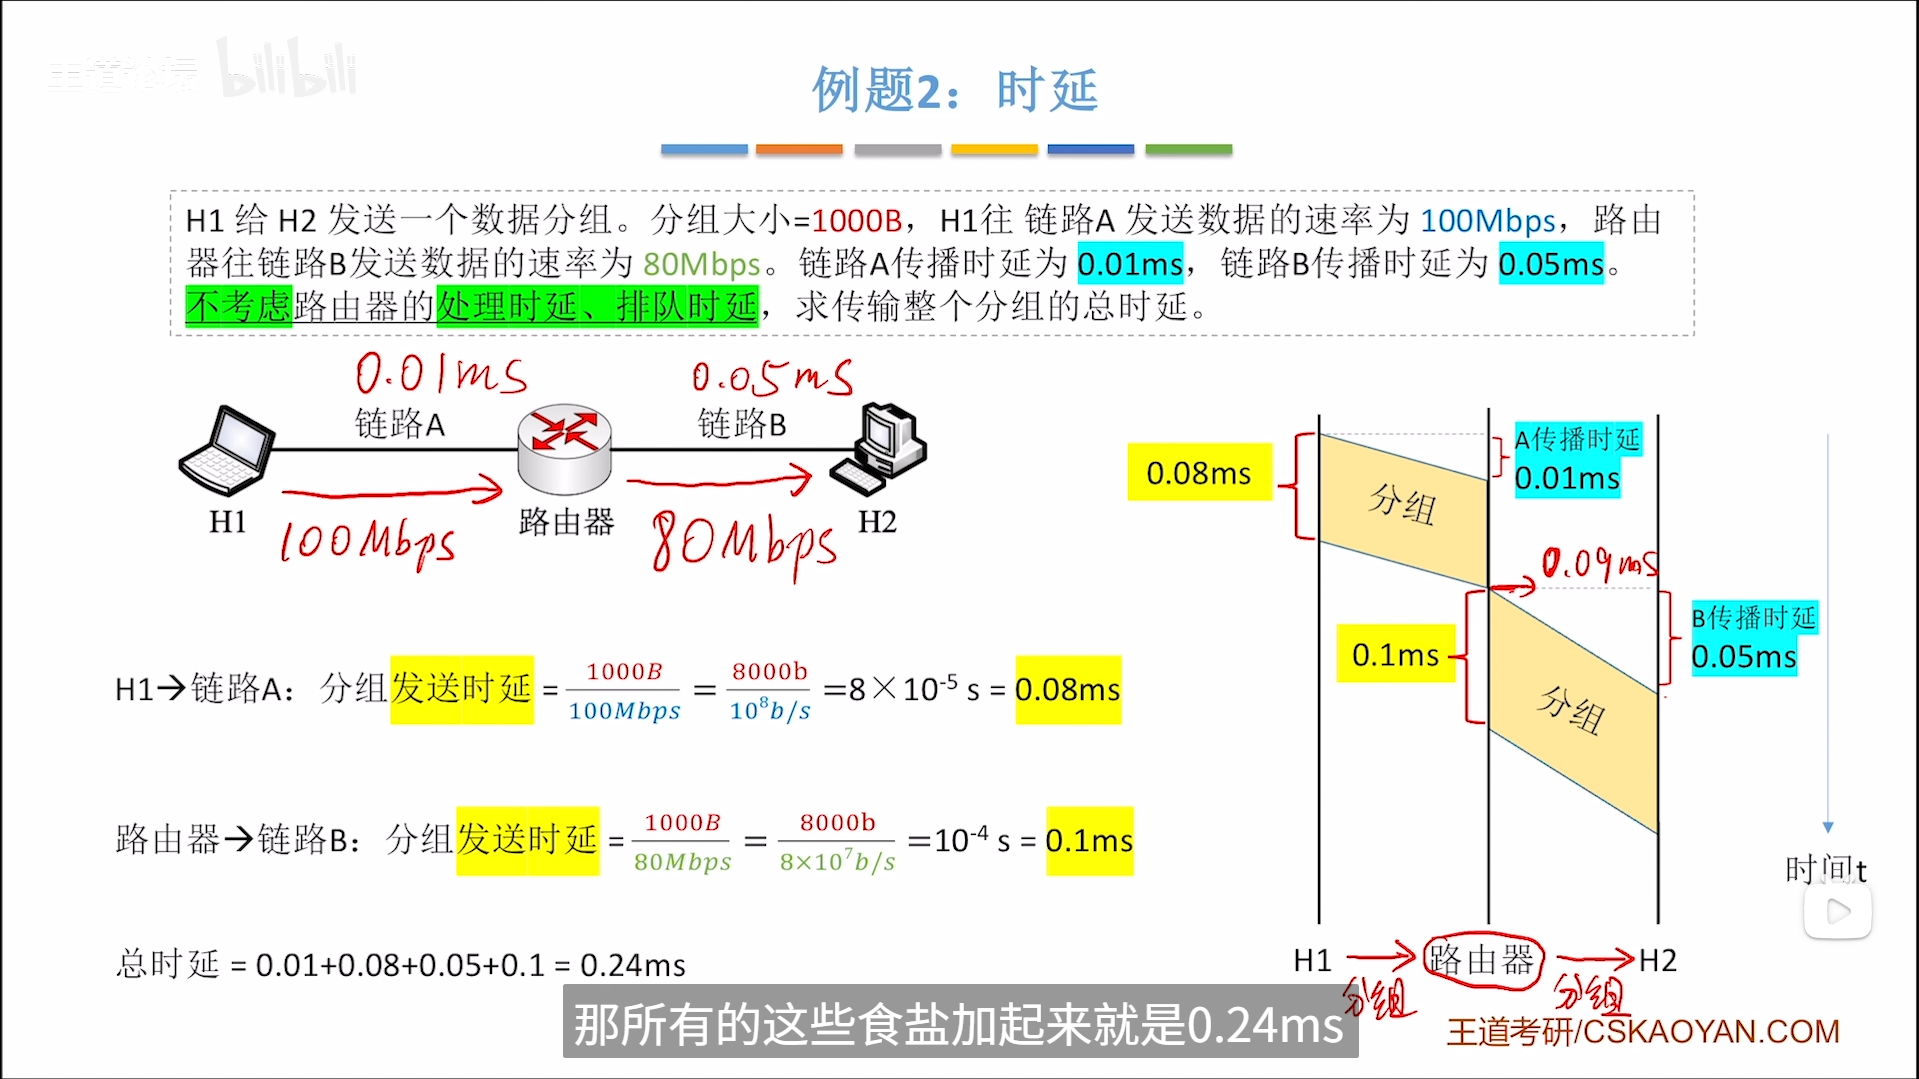 王道论坛 bilibili
例题2：时延
H1 给 H2 发送一个数据分组。分组大小=1000B，H1往 链路A 发送数据的速率为 100Mbps，路由
器往链路B发送数据的速率为 80Mbps。链路A传播时延为 0.01ms，链路B传播时延为 0.05ms。
不考虑路由器的处理时延、排队时延，求传输整个分组的总时延。
0.01ms
0.05ms
链路A
链路B
H1
路由器
H2
100Mbps
80Mbps
0.08ms
A传播时延
0.01ms
分组
0.09ms
0.1ms
B传播时延
0.05ms
分组
时间t
H1
路由器
H2
分组
分组
H1→链路A：分组发送时延 = 1000B/100Mbps = 8000b/10⁸b/s =8×10⁻⁵ s = 0.08ms
路由器→链路B：分组发送时延 = 1000B/80Mbps = 8000b/8×10⁷b/s =10⁻⁴ s = 0.1ms
总时延 = 0.01+0.08+0.05+0.1 = 0.24ms
那所有的这些食盐加起来就是0.24ms
王道考研/CSKAOYAN.COM